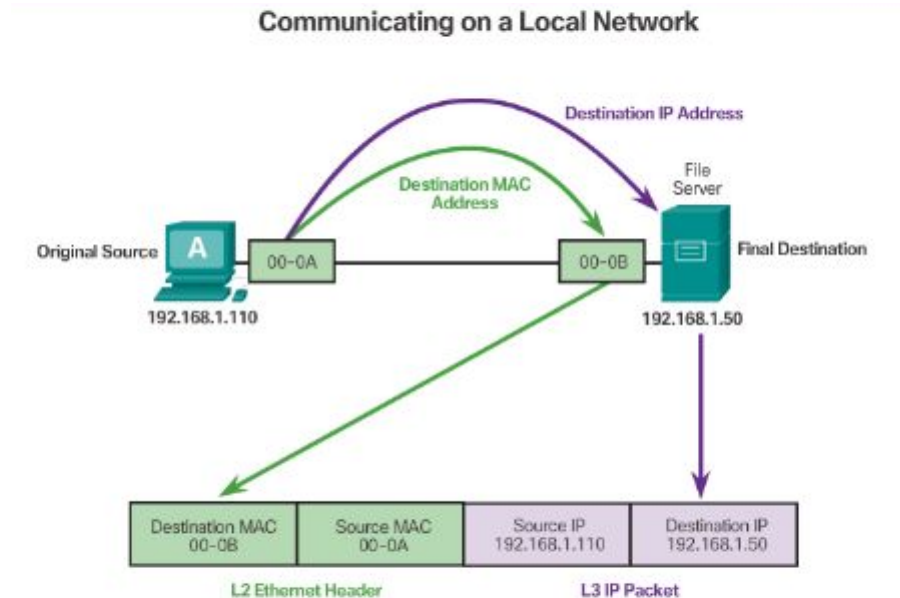 Communicating on a Local Network
Destination IP Address
File
Server
Destination MAC
Address
Original Source
A
00-0A
00-0B
Final Destination
192.168.1.110
192.168.1.50
Destination MAC
00-0B
Source MAC
00-0A
Source IP
192.168.1.110
Destination IP
192.168.1.50
L2 Ethernet Header
L3 IP Packet